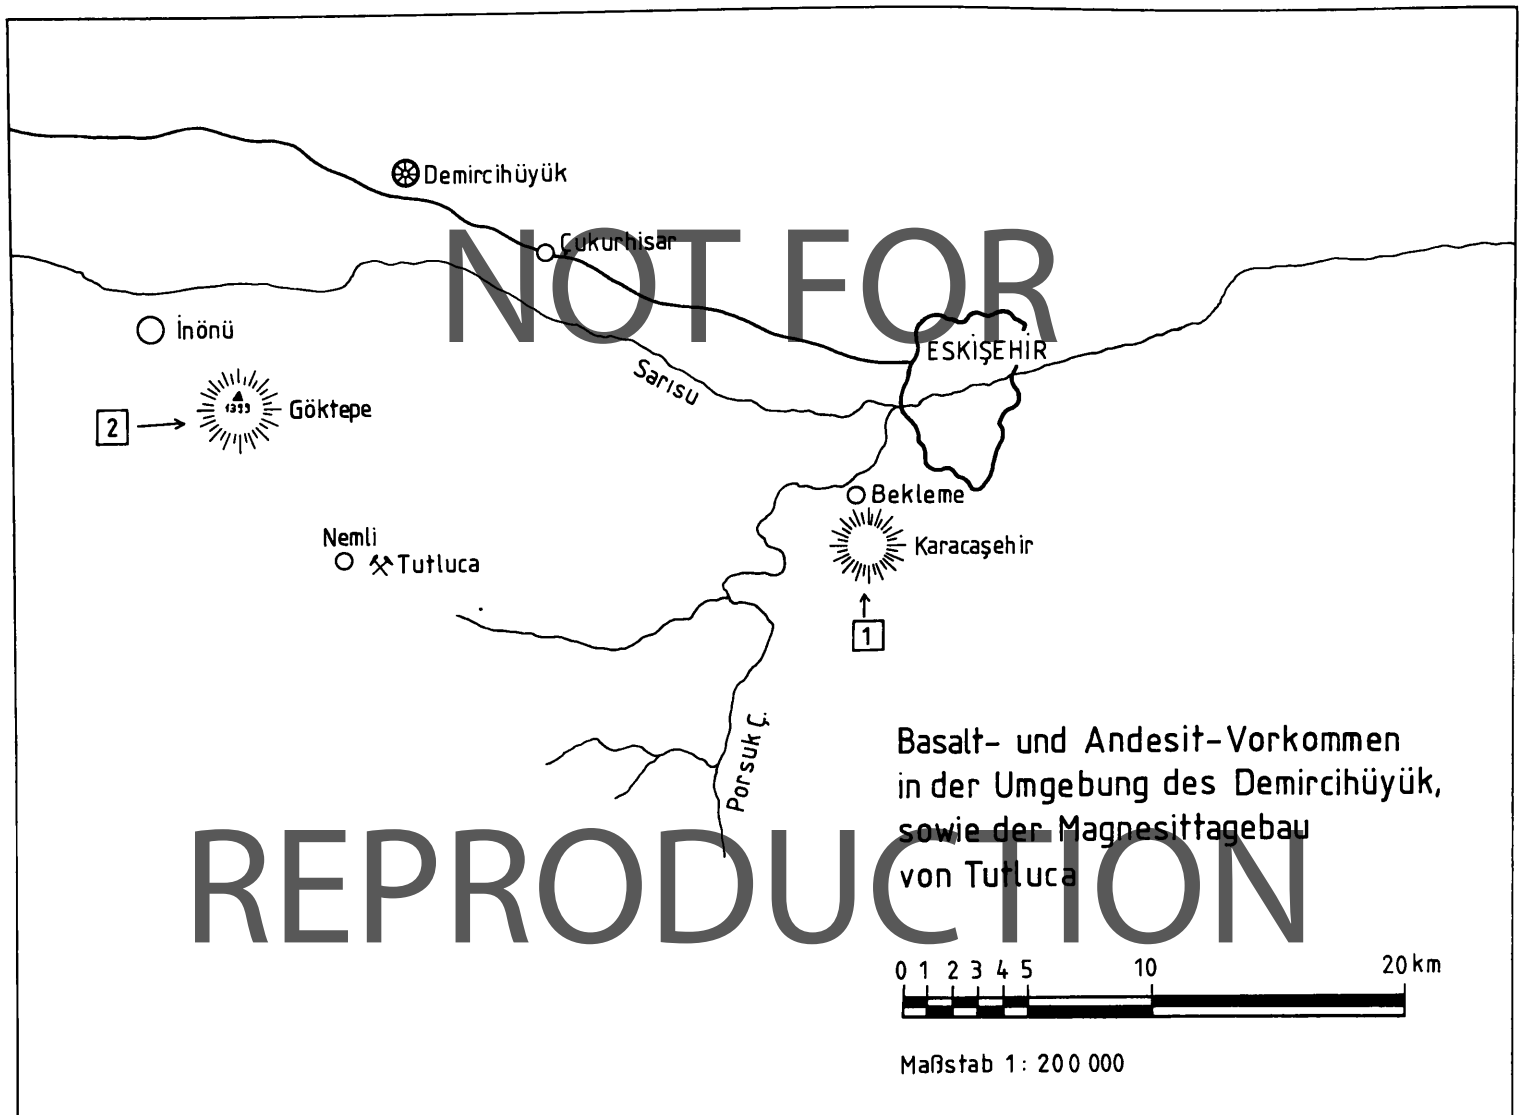 Demircihüyük
NOT FOR
Çukurhisar
İnönü
ESKİŞEHİR
Sarısu
1399
Göktepe
2
Bekleme
Nemli
Karacaşehir
Tutluca
1
Porsuk Ç.
Basalt- und Andesit-Vorkommen
in der Umgebung des Demircihüyük,
sowie der Magnesittagebau
von Tutluca
REPRODUCTION
0 1 2 3 4 5 10 20 km
Maßstab 1: 200 000